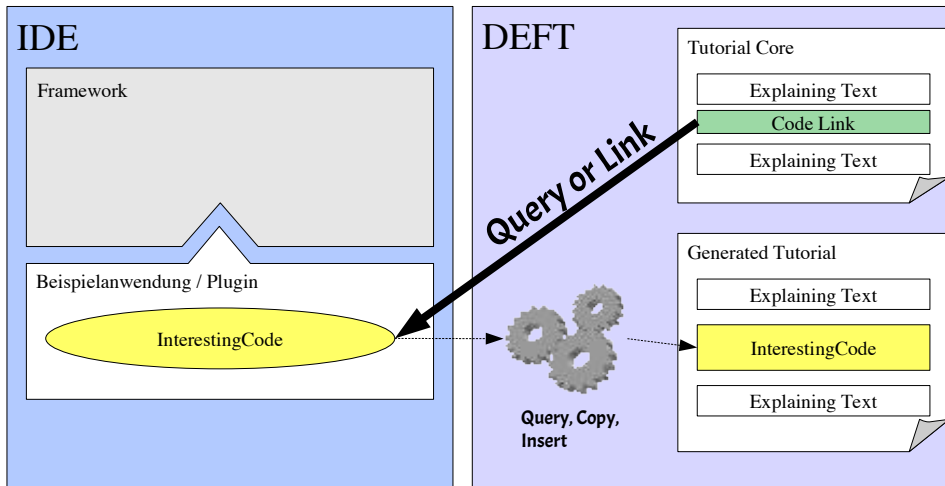 IDE
Framework
Beispielanwendung / Plugin
InterestingCode
Query or Link
DEFT
Tutorial Core
Explaining Text
Code Link
Explaining Text
Query, Copy,
Insert
Generated Tutorial
Explaining Text
InterestingCode
Explaining Text